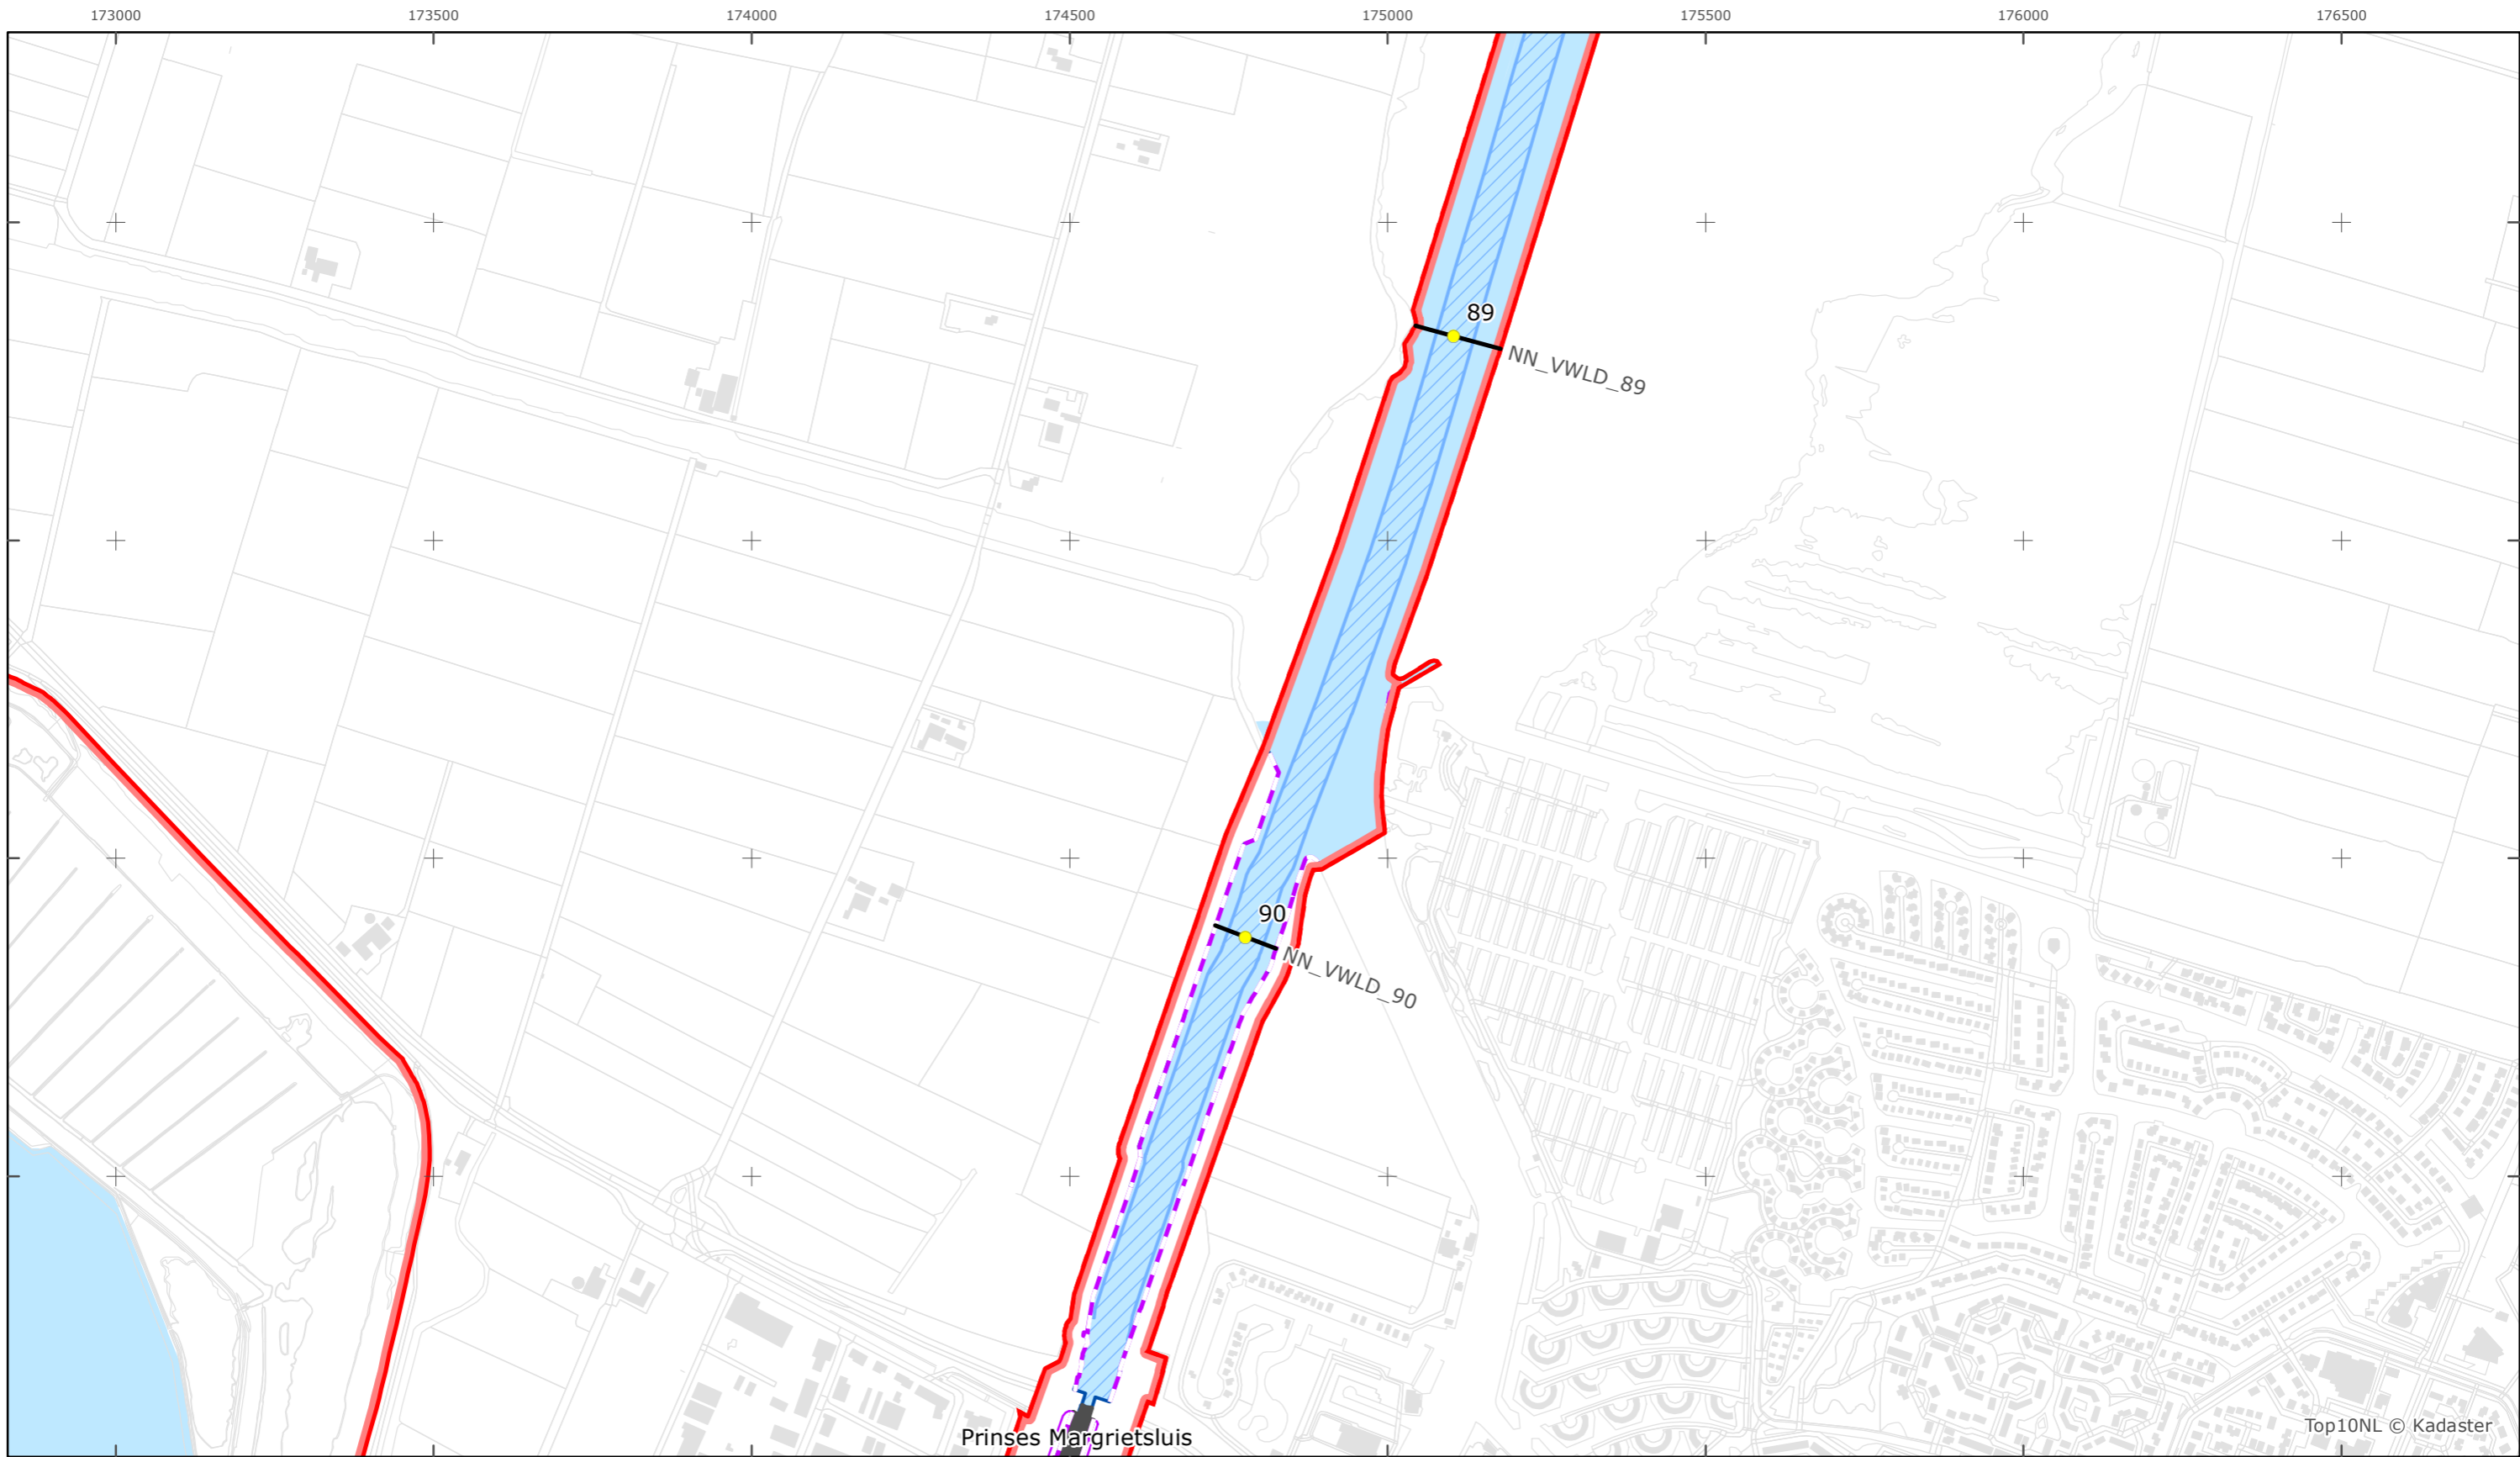 173000 173500 174000 174500 175000 175500 176000 176500
89
NN_VWLD_89
90
NN_VWLD_90
Prinses Margrietsluis
Top10NL © Kadaster